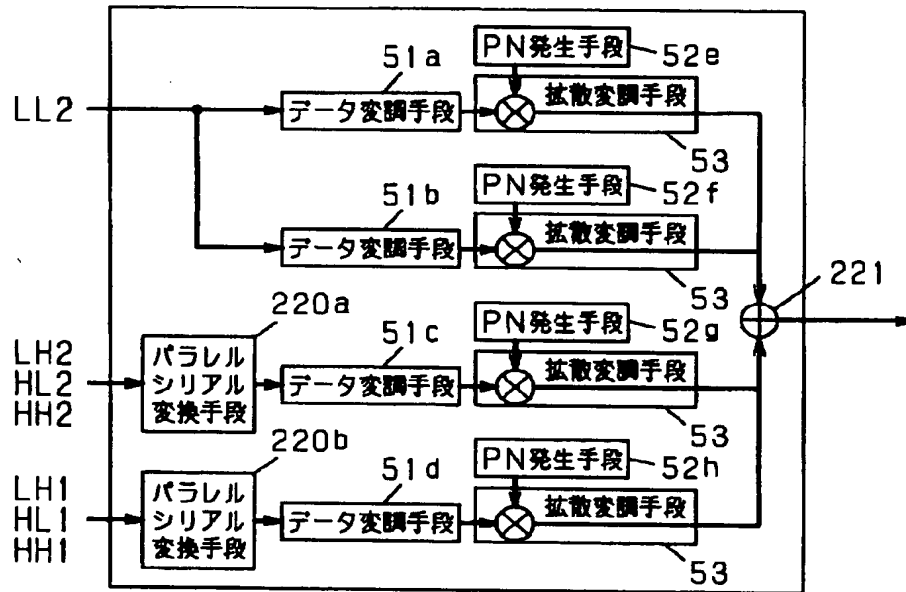 PN発生手段
52e
51a
拡散変調手段
LL2
データ変調手段
53
PN発生手段
52f
51b
拡散変調手段
データ変調手段
53
221
220a
PN発生手段
52g
51c
拡散変調手段
LH2
HL2
HH2
パラレル
シリアル
変換手段
データ変調手段
53
220b
PN発生手段
52h
51d
拡散変調手段
LH1
HL1
HH1
パラレル
シリアル
変換手段
データ変調手段
53